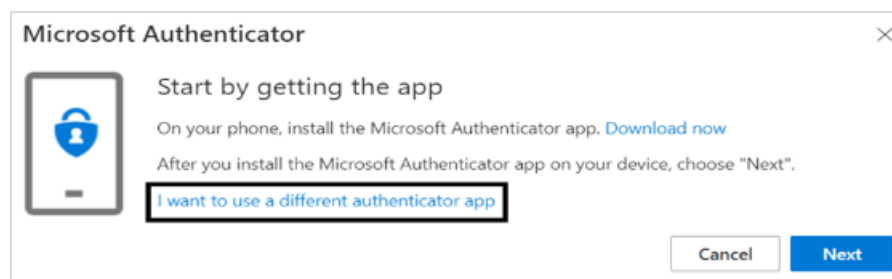 Microsoft Authenticator
Start by getting the app
On your phone, install the Microsoft Authenticator app. Download now
After you install the Microsoft Authenticator app on your device, choose "Next".
I want to use a different authenticator app
Cancel Next